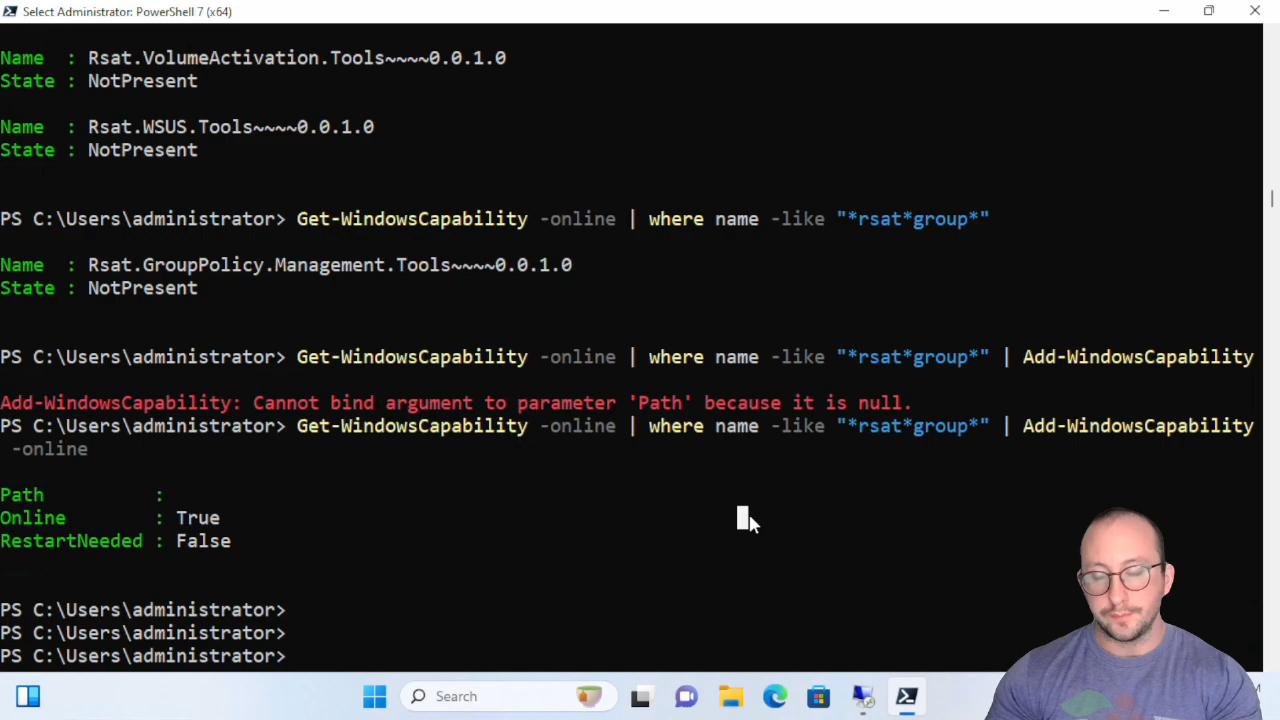 Select Administrator: PowerShell 7 (x64)
Name : Rsat.VolumeActivation.Tools~~~~0.0.1.0
State : NotPresent
Name : Rsat.WSUS.Tools~~~~0.0.1.0
State : NotPresent
PS C:\Users\administrator> Get-WindowsCapability -online | where name -like "*rsat*group*"
Name : Rsat.GroupPolicy.Management.Tools~~~~0.0.1.0
State : NotPresent
PS C:\Users\administrator> Get-WindowsCapability -online | where name -like "*rsat*group*" | Add-WindowsCapability
Add-WindowsCapability: Cannot bind argument to parameter 'Path' because it is null.
PS C:\Users\administrator> Get-WindowsCapability -online | where name -like "*rsat*group*" | Add-WindowsCapability
-online
Path :
Online : True
RestartNeeded : False
PS C:\Users\administrator>
PS C:\Users\administrator>
PS C:\Users\administrator>
Search